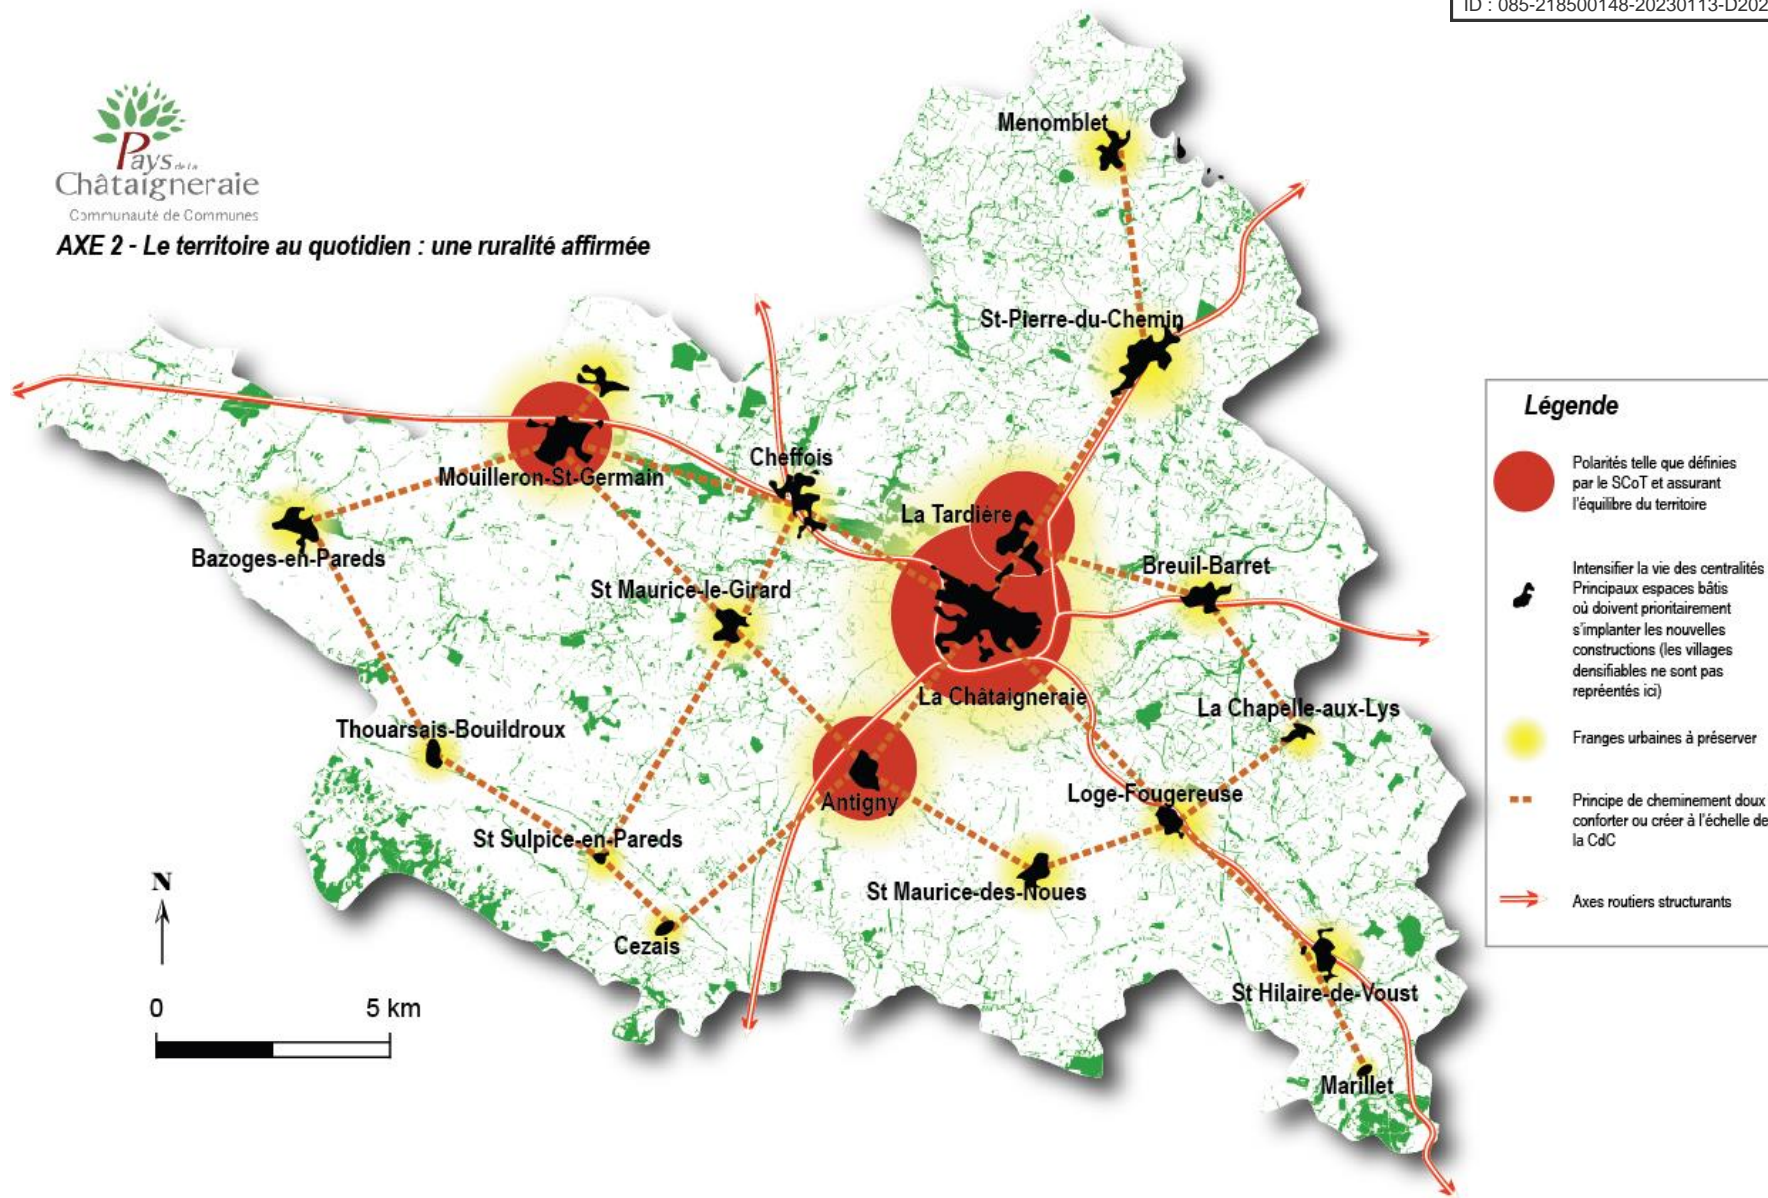 ID : 085-218500148-20230113-D202
Pays de la
Châtaigneraie
Communauté de Communes
AXE 2 - Le territoire au quotidien : une ruralité affirmée
Menomblet
St-Pierre-du-Chemin
Cheffois
Mouilleron-St-Germain
La Tardière
Bazoges-en-Pareds
Breuil-Barret
St Maurice-le-Girard
La Châtaigneraie
La Chapelle-aux-Lys
Thouarsais-Bouildroux
Antigny
Loge-Fougereuse
St Sulpice-en-Pareds
St Maurice-des-Noues
Cezais
St Hilaire-de-Voust
Marillet
N
0 5 km
Légende
Polarités telle que définies
par le SCoT et assurant
l'équilibre du territoire
Intensifier la vie des centralités
Principaux espaces bâtis
où doivent prioritairement
s'implanter les nouvelles
constructions (les villages
densifiables ne sont pas
repréentés ici)
Franges urbaines à préserver
Principe de cheminement doux
conforter ou créer à l'échelle de
la CdC
Axes routiers structurants